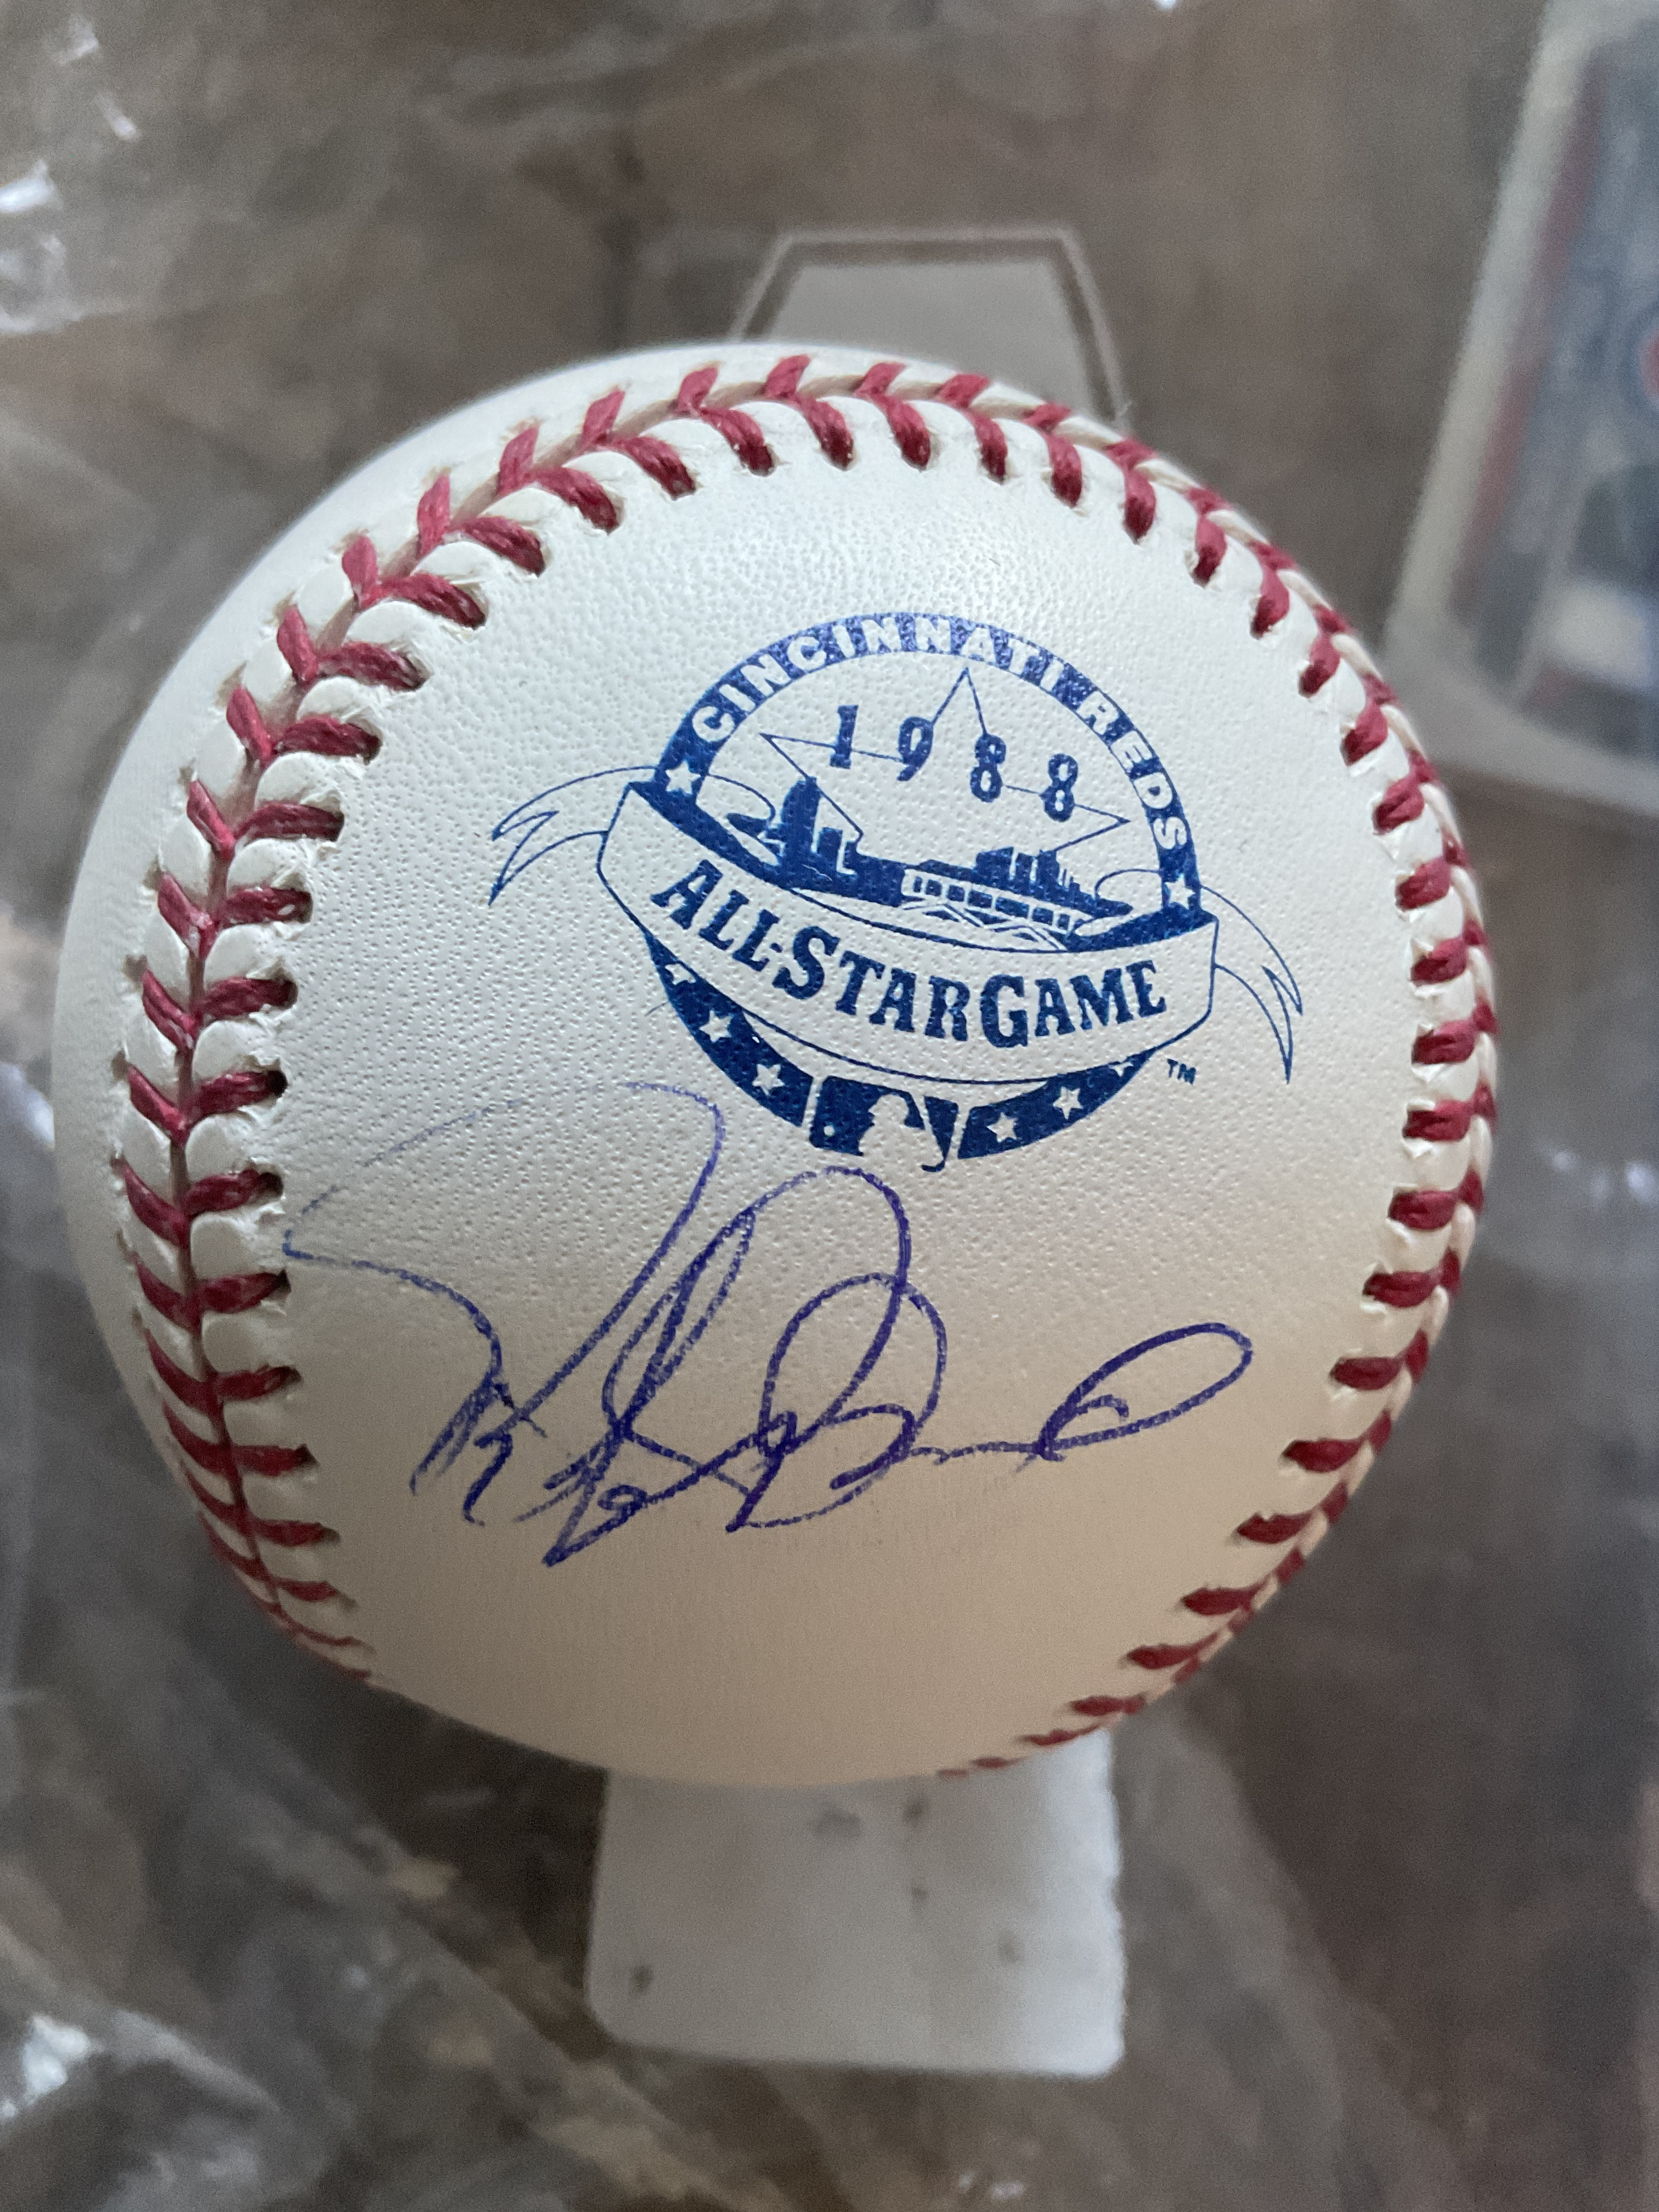 CINCINNATI REDS
1988
ALL-STAR GAME
TM